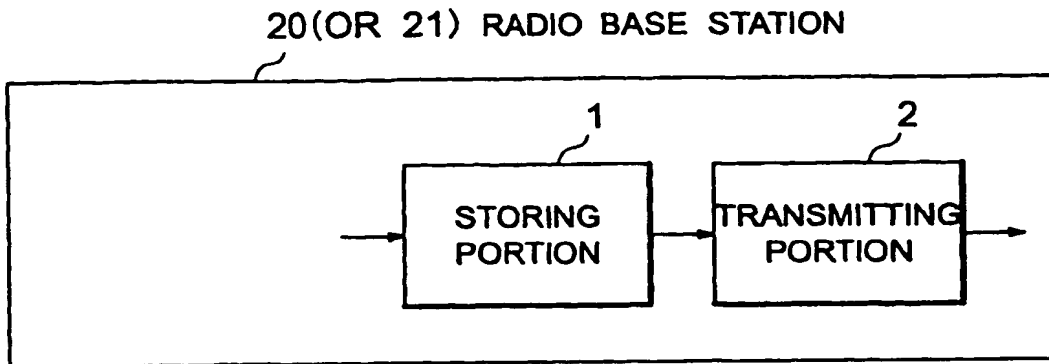 20(OR 21) RADIO BASE STATION
1
2
STORING
PORTION
TRANSMITTING
PORTION